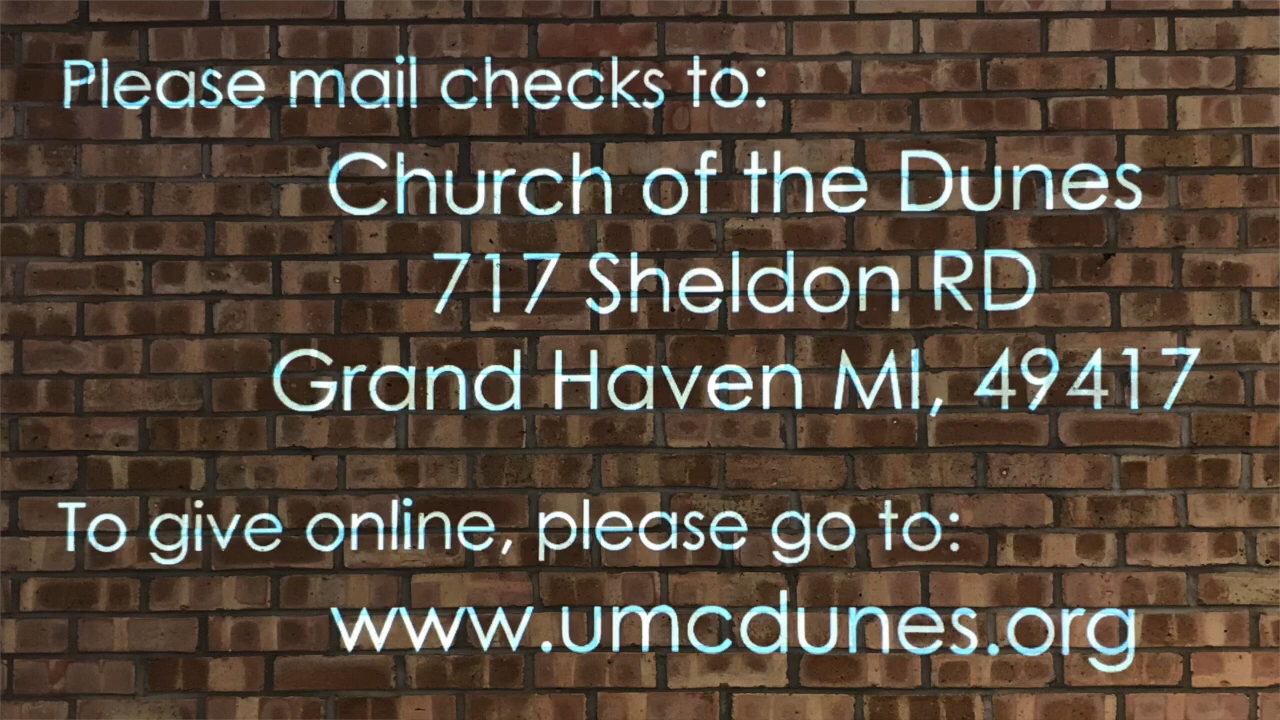 Please mail checks to:
Church of the Dunes
717 Sheldon RD
Grand Haven MI, 49417
To give online, please go to:
www.umcdunes.org